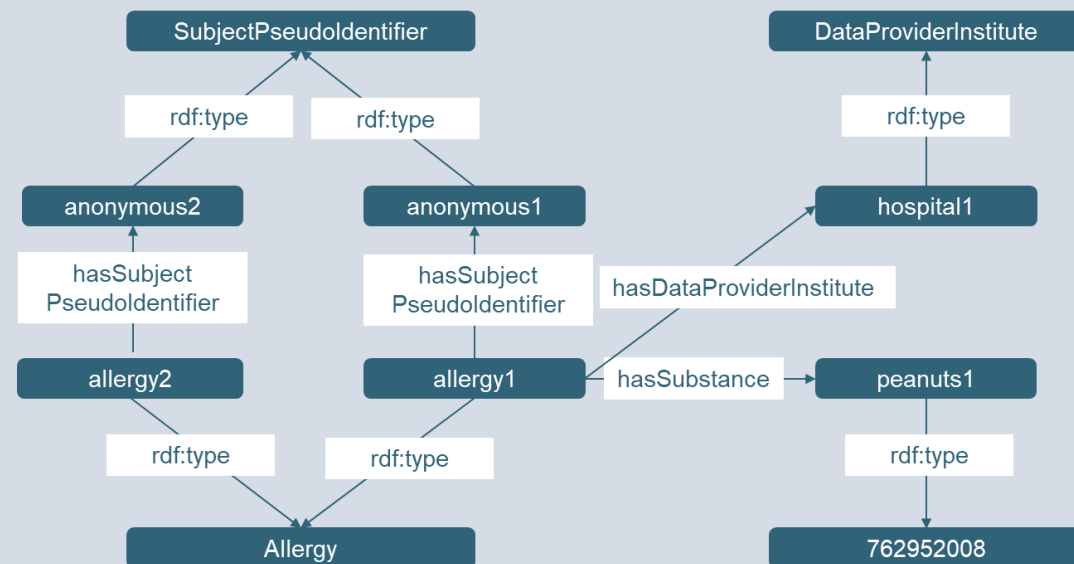 SubjectPseudoIdentifier
DataProviderInstitute
rdf:type
rdf:type
rdf:type
anonymous2
anonymous1
hospital1
hasSubject
PseudoIdentifier
hasSubject
PseudoIdentifier
hasDataProviderInstitute
allergy2
allergy1
hasSubstance
peanuts1
rdf:type
rdf:type
rdf:type
Allergy
762952008